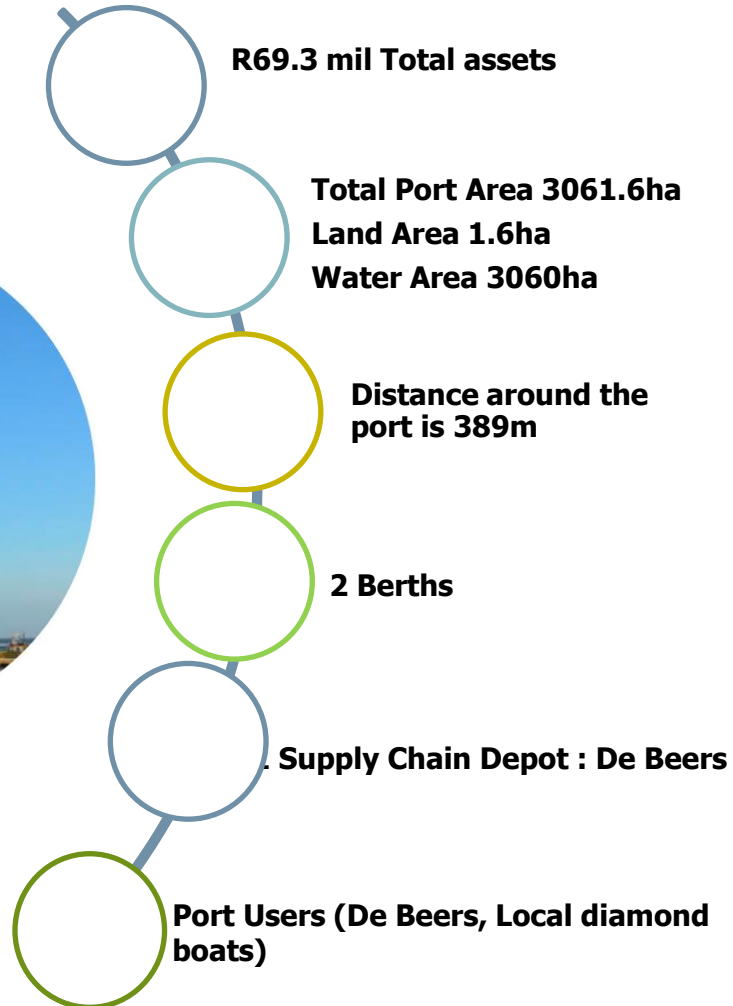 R69.3 mil Total assets
Total Port Area 3061.6ha
Land Area 1.6ha
Water Area 3060ha
Distance around the
port is 389m
2 Berths
Supply Chain Depot : De Beers
Port Users (De Beers, Local diamond
boats)